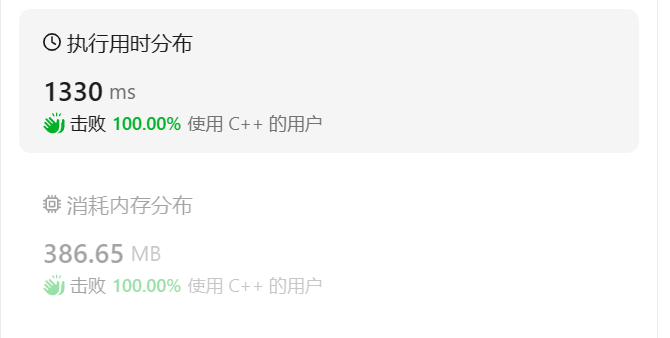 执行用时分布
1330 ms
击败 100.00% 使用 C++ 的用户
消耗内存分布
386.65 MB
击败 100.00% 使用 C++ 的用户